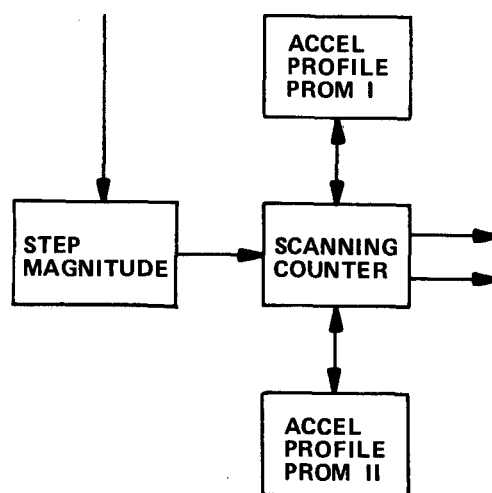 ACCEL
PROFILE
PROM I
STEP
MAGNITUDE
SCANNING
COUNTER
ACCEL
PROFILE
PROM II